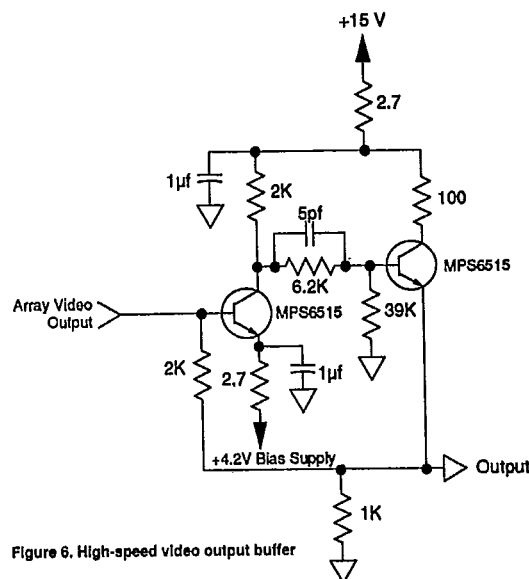 +15 V
2.7
1µf
2K
100
5pf
6.2K
MPS6515
Array Video
Output
MPS6515
39K
2K
2.7
1µf
+4.2V Bias Supply
Output
1K
Figure 6. High-speed video output buffer